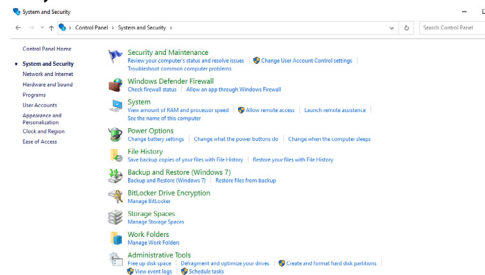 System and Security
Control Panel > System and Security >
Search Control Panel
Control Panel Home
System and Security
Network and Internet
Hardware and Sound
Programs
User Accounts
Appearance and
Personalization
Clock and Region
Ease of Access
Security and Maintenance
Review your computer's status and resolve issues | Change User Account Control settings |
Troubleshoot common computer problems
Windows Defender Firewall
Check firewall status | Allow an app through Windows Firewall
System
View amount of RAM and processor speed | Allow remote access | Launch remote assistance |
See the name of this computer
Power Options
Change battery settings | Change what the power buttons do | Change when the computer sleeps
File History
Save backup copies of your files with File History | Restore your files with File History
Backup and Restore (Windows 7)
Backup and Restore (Windows 7) | Restore files from backup
BitLocker Drive Encryption
Manage BitLocker
Storage Spaces
Manage Storage Spaces
Work Folders
Manage Work Folders
Administrative Tools
Free up disk space | Defragment and optimize your drives | Create and format hard disk partitions |
View event logs | Schedule tasks